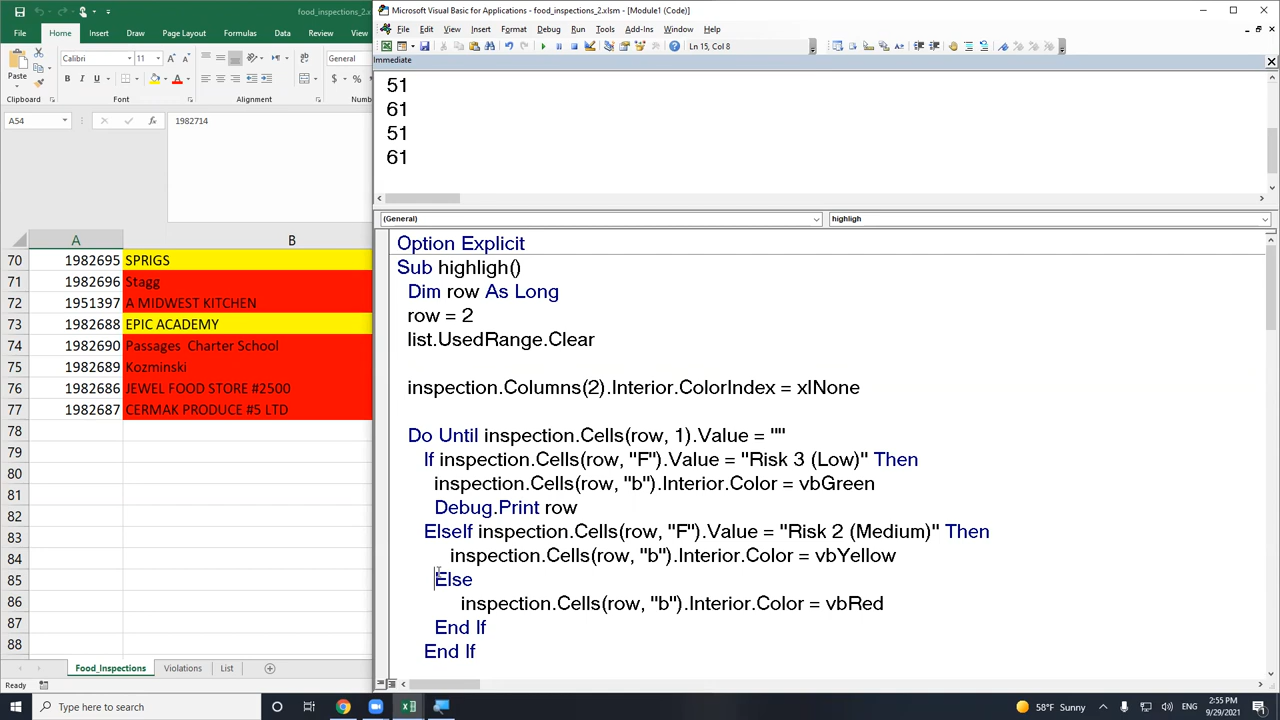 food_inspections_2.x
Microsoft Visual Basic for Applications - food_inspections_2.xlsm - [Module1 (Code)]
File Home Insert Draw Page Layout Formulas Data Review View
File Edit View Insert Format Debug Run Tools Add-Ins Window Help
Ln 15, Col 8
Calibri 11 General
Paste
B I U
Clipboard Font Alignment Num
Immediate
51
61
51
61
A54 1982714
(General) highligh
A B
70 1982695 SPRIGS
71 1982696 Stagg
72 1951397 A MIDWEST KITCHEN
73 1982688 EPIC ACADEMY
74 1982690 Passages Charter School
75 1982689 Kozminski
76 1982686 JEWEL FOOD STORE #2500
77 1982687 CERMAK PRODUCE #5 LTD
78
79
80
81
82
83
84
85
86
87
88
Option Explicit
Sub highligh()
Dim row As Long
row = 2
list.UsedRange.Clear
inspection.Columns(2).Interior.ColorIndex = xlNone
Do Until inspection.Cells(row, 1).Value = ""
If inspection.Cells(row, "F").Value = "Risk 3 (Low)" Then
inspection.Cells(row, "b").Interior.Color = vbGreen
Debug.Print row
ElseIf inspection.Cells(row, "F").Value = "Risk 2 (Medium)" Then
inspection.Cells(row, "b").Interior.Color = vbYellow
Else
inspection.Cells(row, "b").Interior.Color = vbRed
End If
End If
Food_Inspections Violations List
Ready
Type here to search
58°F Sunny
2:55 PM
9/29/2021